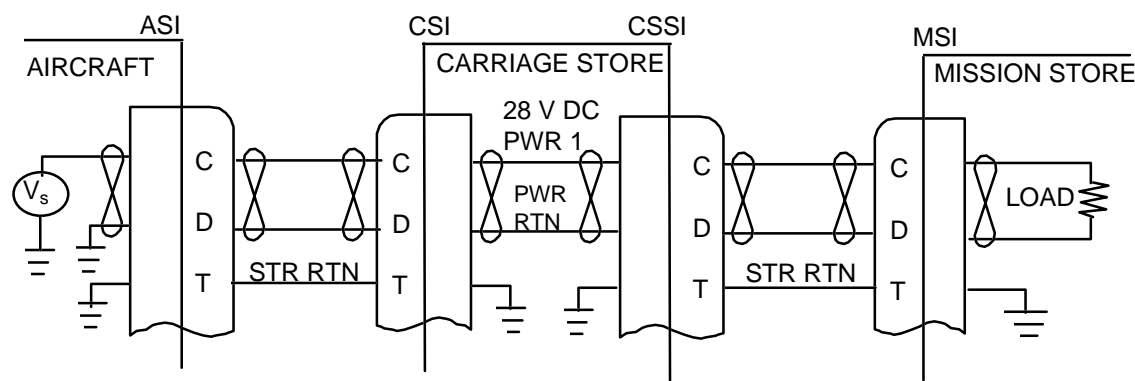 ASI
CSI
CSSI
MSI
AIRCRAFT
CARRIAGE STORE
MISSION STORE
28 V DC
PWR 1
PWR
RTN
Vs
C
D
T
STR RTN
C
D
T
C
D
T
STR RTN
C
D
T
LOAD